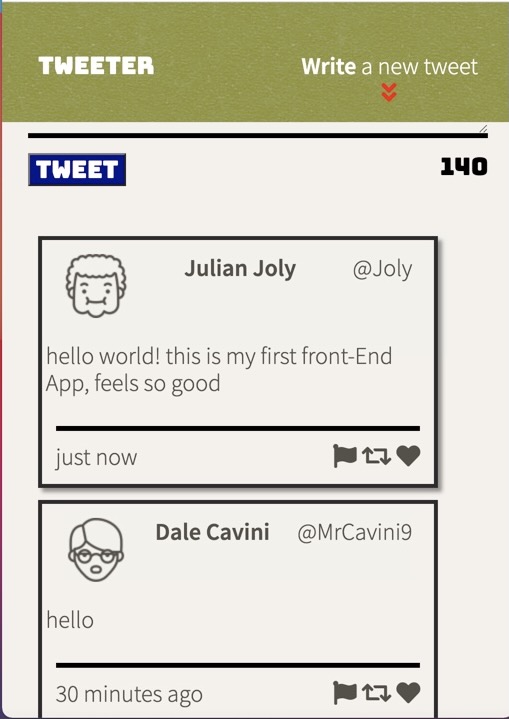 TWEETER
Write a new tweet
TWEET
140
Julian Joly @Joly
hello world! this is my first front-End
App, feels so good
just now
Dale Cavini @MrCavini9
hello
30 minutes ago